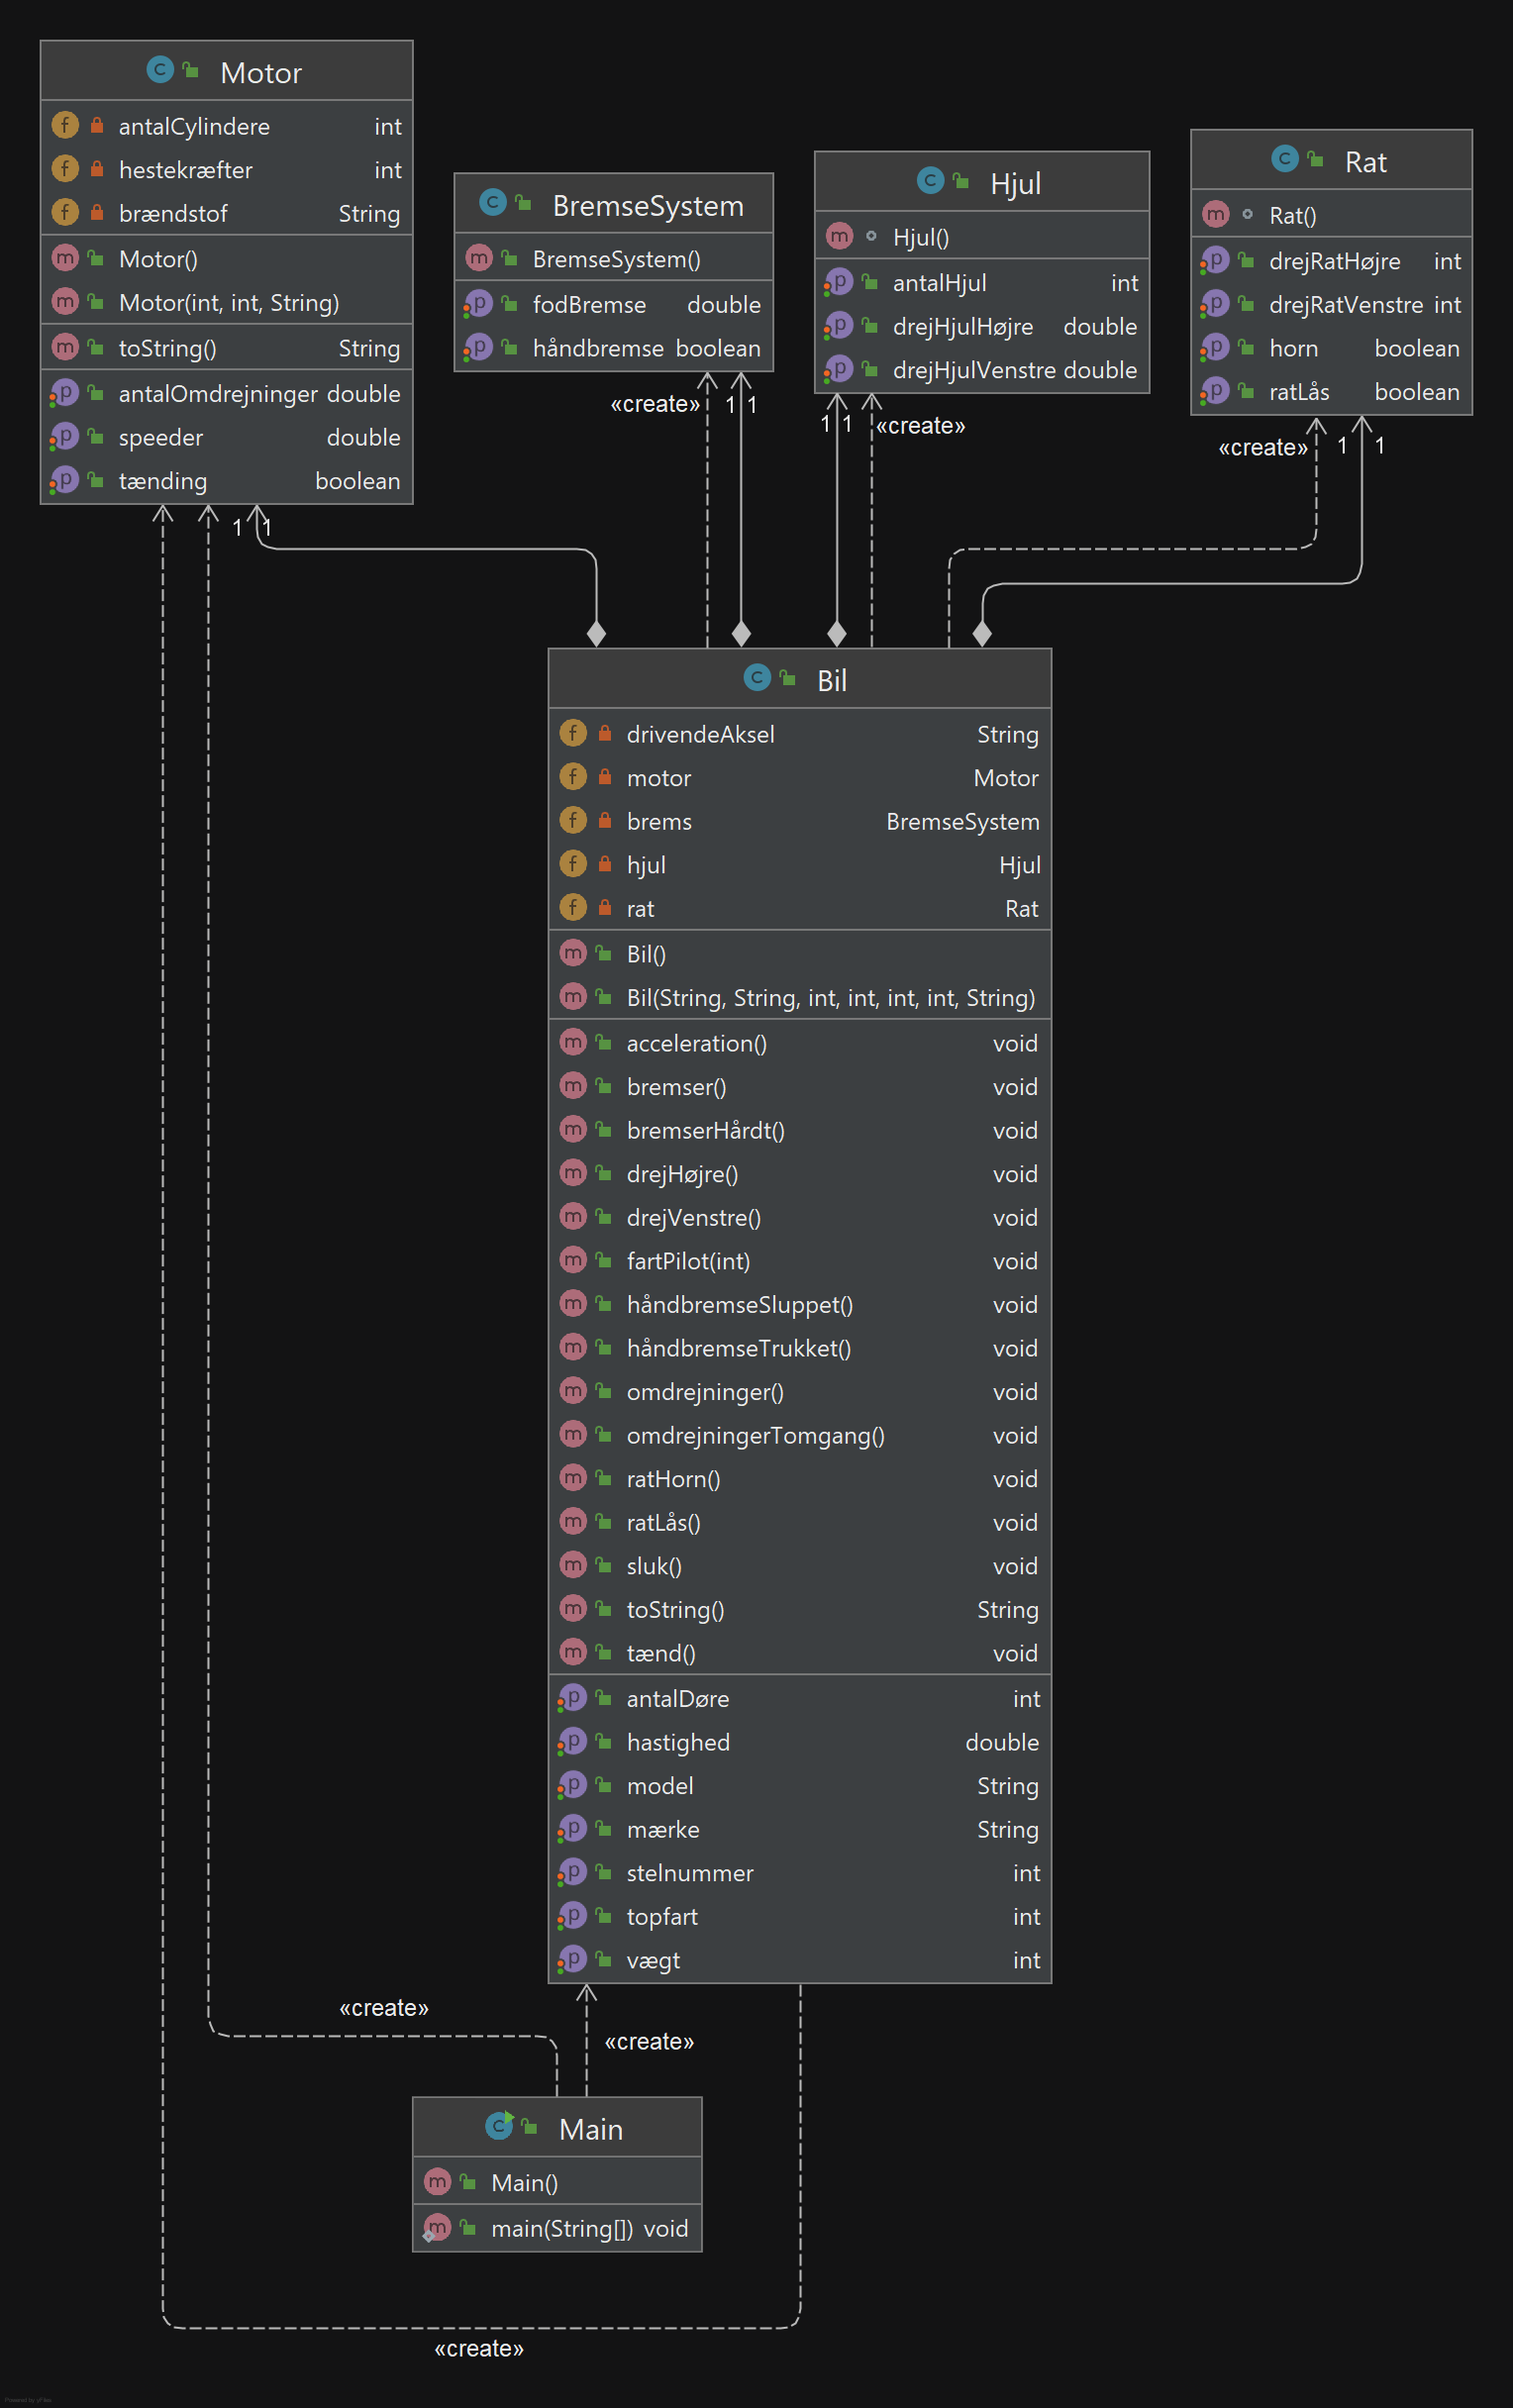 Motor
antalCylindere int
hestekræfter int
brændstof String
Motor()
Motor(int, int, String)
toString() String
antalOmdrejninger double
speeder double
tænding boolean
BremseSystem
BremseSystem()
fodBremse double
håndbremse boolean
Hjul
Hjul()
antalHjul int
drejHjulHøjre double
drejHjulVenstre double
Rat
Rat()
drejRatHøjre int
drejRatVenstre int
horn boolean
ratLås boolean
«create» 1 1
1 1 «create»
«create» 1 1
1 1
Bil
drivendeAksel String
motor Motor
brems BremseSystem
hjul Hjul
rat Rat
Bil()
Bil(String, String, int, int, int, int, String)
acceleration() void
bremser() void
bremserHårdt() void
drejHøjre() void
drejVenstre() void
fartPilot(int) void
håndbremseSluppet() void
håndbremseTrukket() void
omdrejninger() void
omdrejningerTomgang() void
ratHorn() void
ratLås() void
sluk() void
toString() String
tænd() void
antalDøre int
hastighed double
model String
mærke String
stelnummer int
topfart int
vægt int
«create»
«create»
Main
Main()
main(String[]) void
«create»
Powered by yFiles